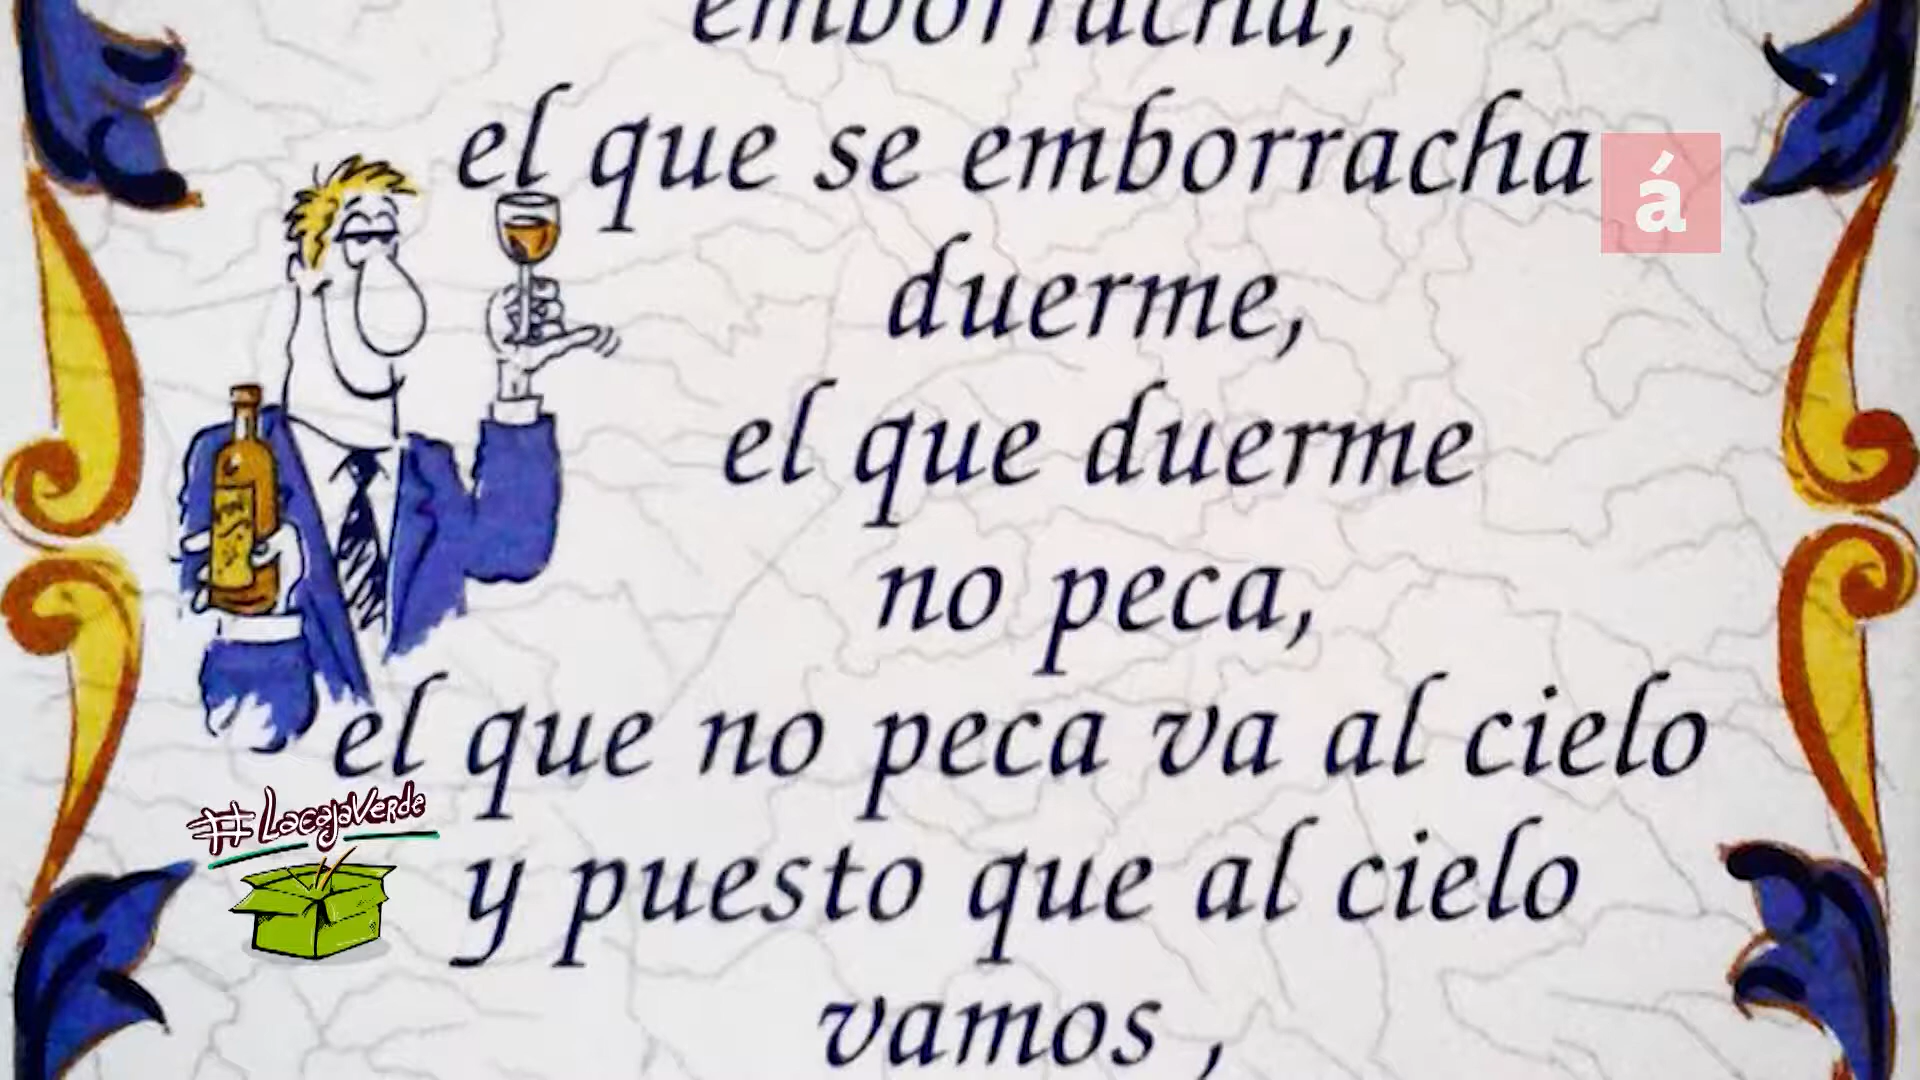 emborracha,
el que se emborracha
á
duerme,
el que duerme
no peca,
el que no peca va al cielo
#LacajaVerde
y puesto que al cielo
vamos ,